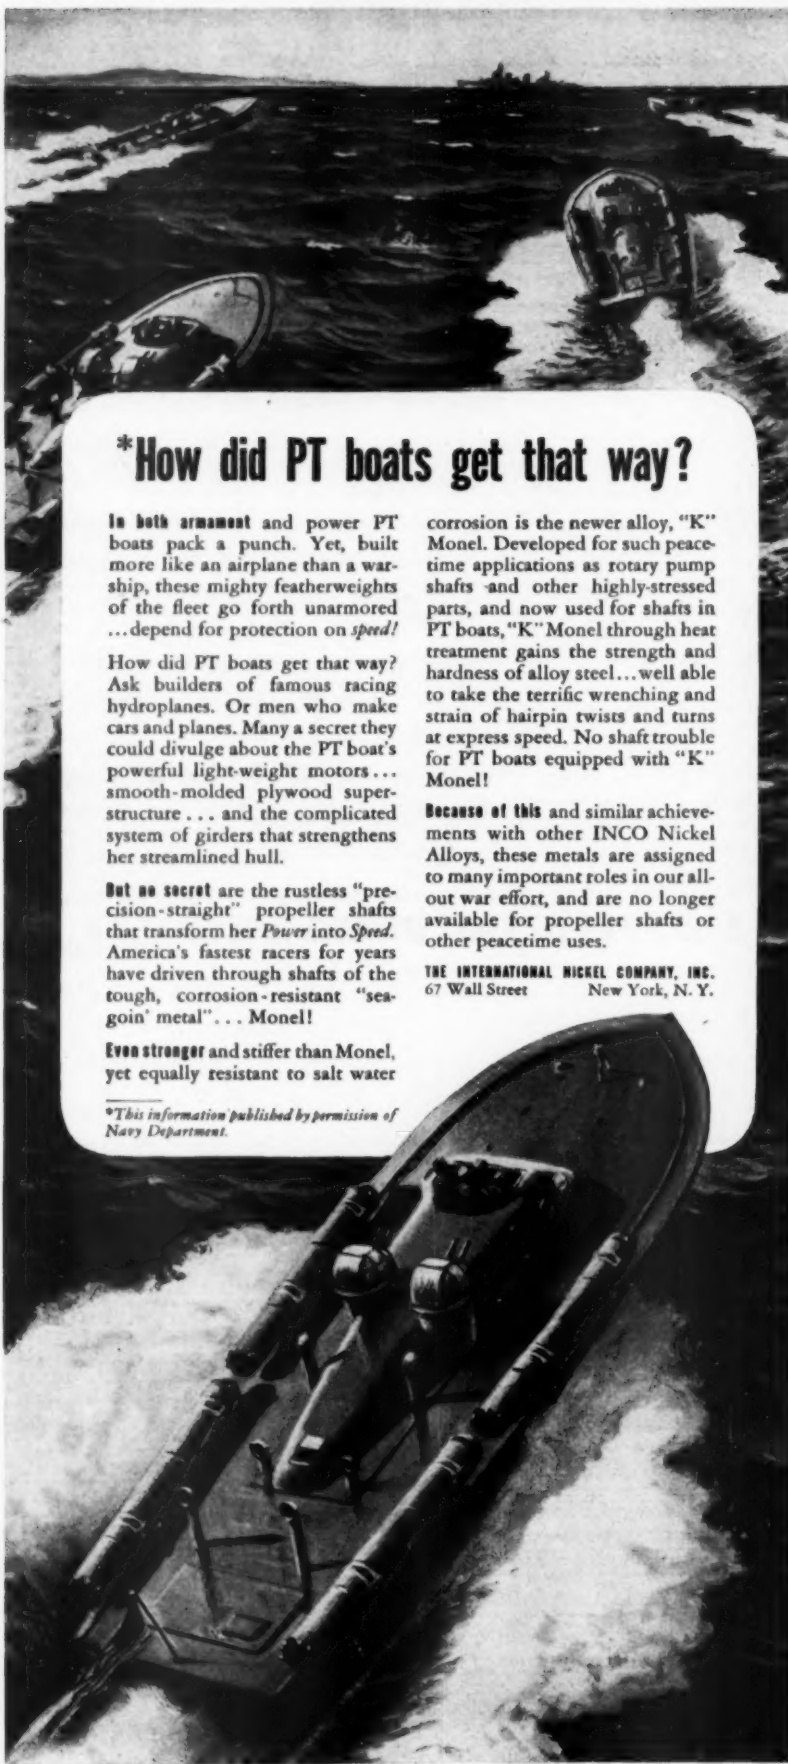 *How did PT boats get that way?
In both armament and power PT
boats pack a punch. Yet, built
more like an airplane than a war-
ship, these mighty featherweights
of the fleet go forth unarmored
...depend for protection on speed!
How did PT boats get that way?
Ask builders of famous racing
hydroplanes. Or men who make
cars and planes. Many a secret they
could divulge about the PT boat's
powerful light-weight motors...
smooth-molded plywood super-
structure... and the complicated
system of girders that strengthens
her streamlined hull.
But no secret are the rustless "pre-
cision-straight" propeller shafts
that transform her Power into Speed.
America's fastest racers for years
have driven through shafts of the
tough, corrosion-resistant "sea-
goin' metal"... Monel!
Even stronger and stiffer than Monel,
yet equally resistant to salt water
*This information published by permission of
Navy Department.
corrosion is the newer alloy, "K"
Monel. Developed for such peace-
time applications as rotary pump
shafts and other highly-stressed
parts, and now used for shafts in
PT boats, "K" Monel through heat
treatment gains the strength and
hardness of alloy steel...well able
to take the terrific wrenching and
strain of hairpin twists and turns
at express speed. No shaft trouble
for PT boats equipped with "K"
Monel!
Because of this and similar achieve-
ments with other INCO Nickel
Alloys, these metals are assigned
to many important roles in our all-
out war effort, and are no longer
available for propeller shafts or
other peacetime uses.
THE INTERNATIONAL NICKEL COMPANY, INC.
67 Wall Street New York, N. Y.